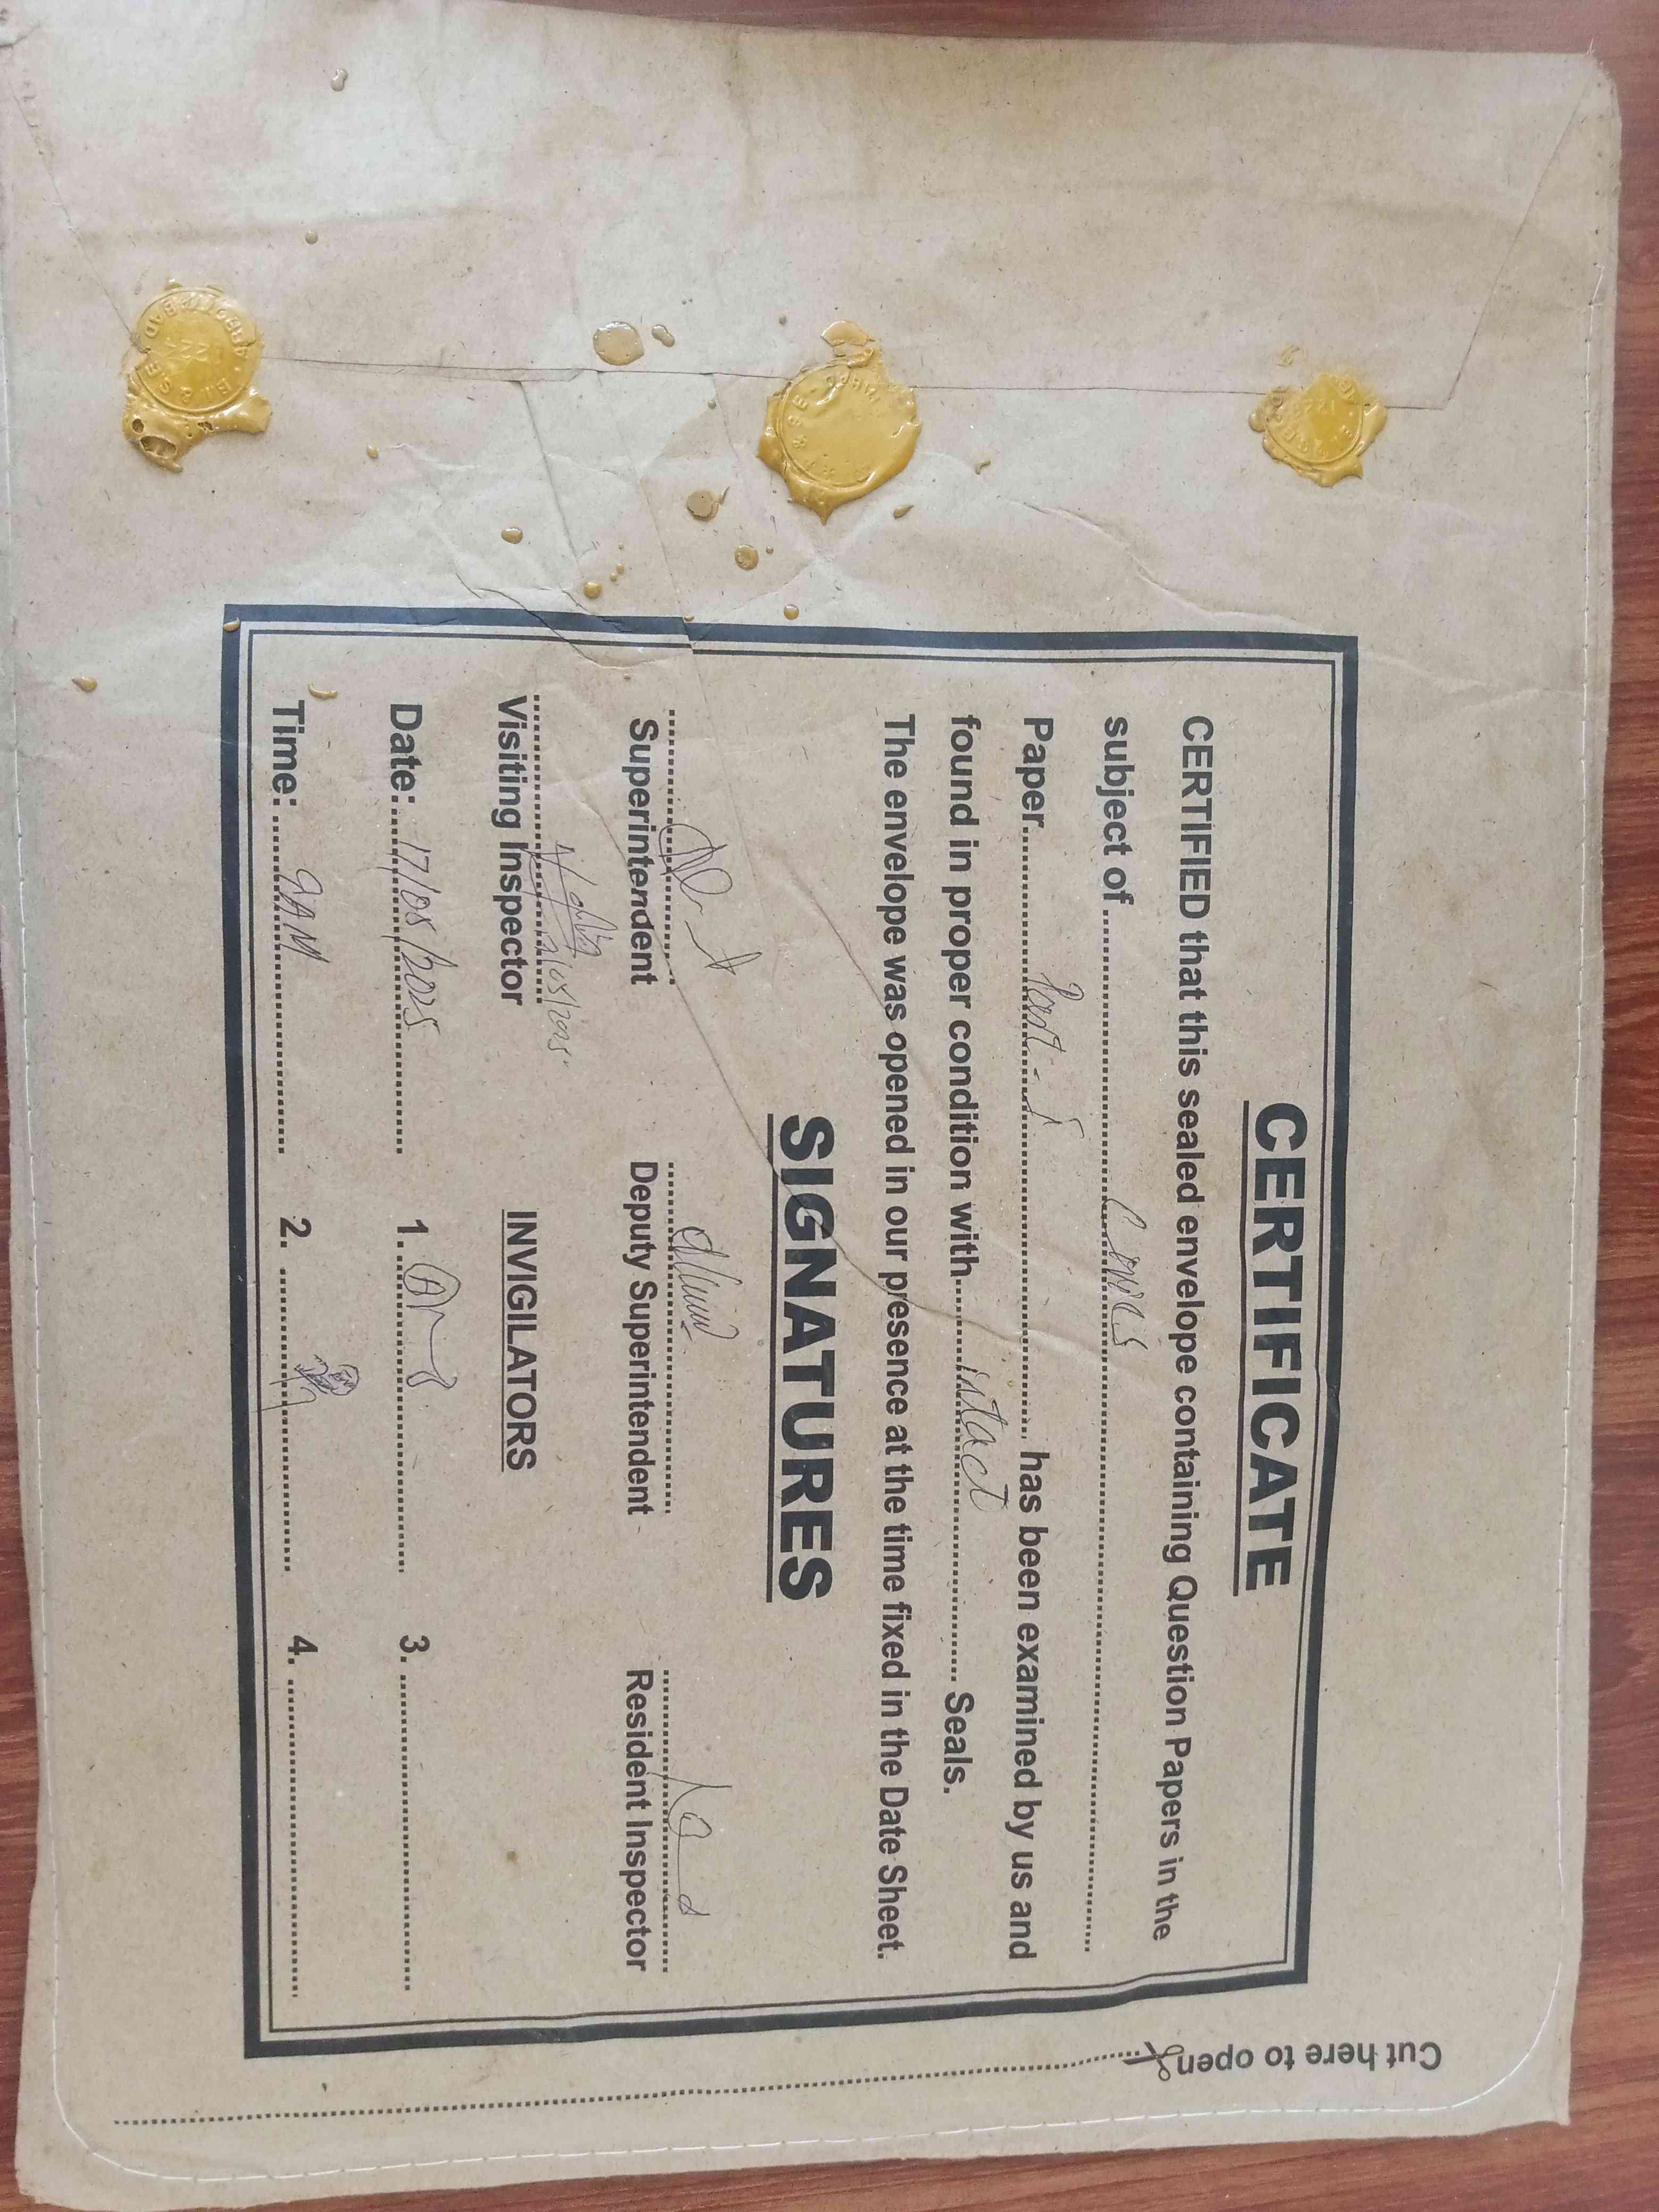 CERTIFICATE
CERTIFIED that this sealed envelope containing Question Papers in the
subject of ........ Civics ........
Paper ........ Part - I ........ has been examined by us and
found in proper condition with ........ intact ........ Seals.
The envelope was opened in our presence at the time fixed in the Date Sheet.
SIGNATURES
Superintendent Deputy Superintendent Resident Inspector
Visiting Inspector INVIGILATORS
Date: 17/05/2025 1. 3.
Time: 9AM 2. 4.
Cut here to open